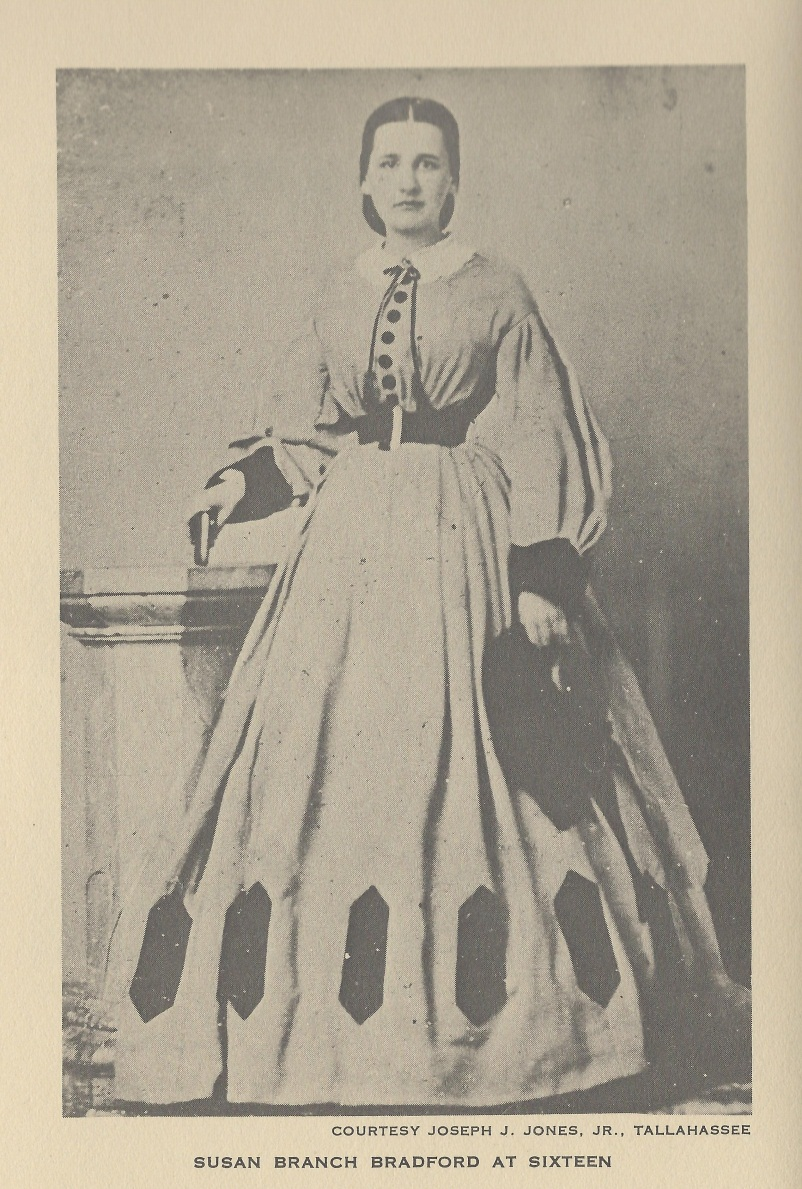 COURTESY JOSEPH J. JONES, JR., TALLAHASSEE
SUSAN BRANCH BRADFORD AT SIXTEEN